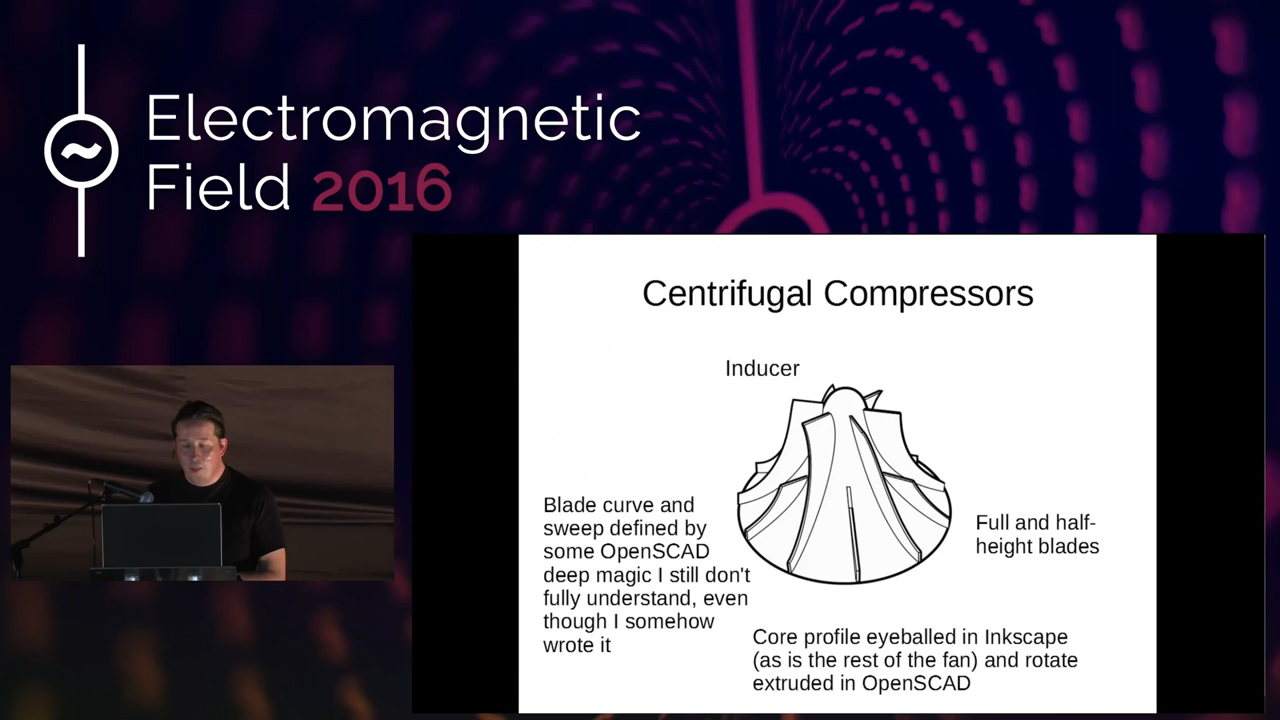 Electromagnetic
Field 2016
Centrifugal Compressors
Inducer
Blade curve and
sweep defined by
some OpenSCAD
deep magic I still don't
fully understand, even
though I somehow
wrote it
Full and half-
height blades
Core profile eyeballed in Inkscape
(as is the rest of the fan) and rotate
extruded in OpenSCAD